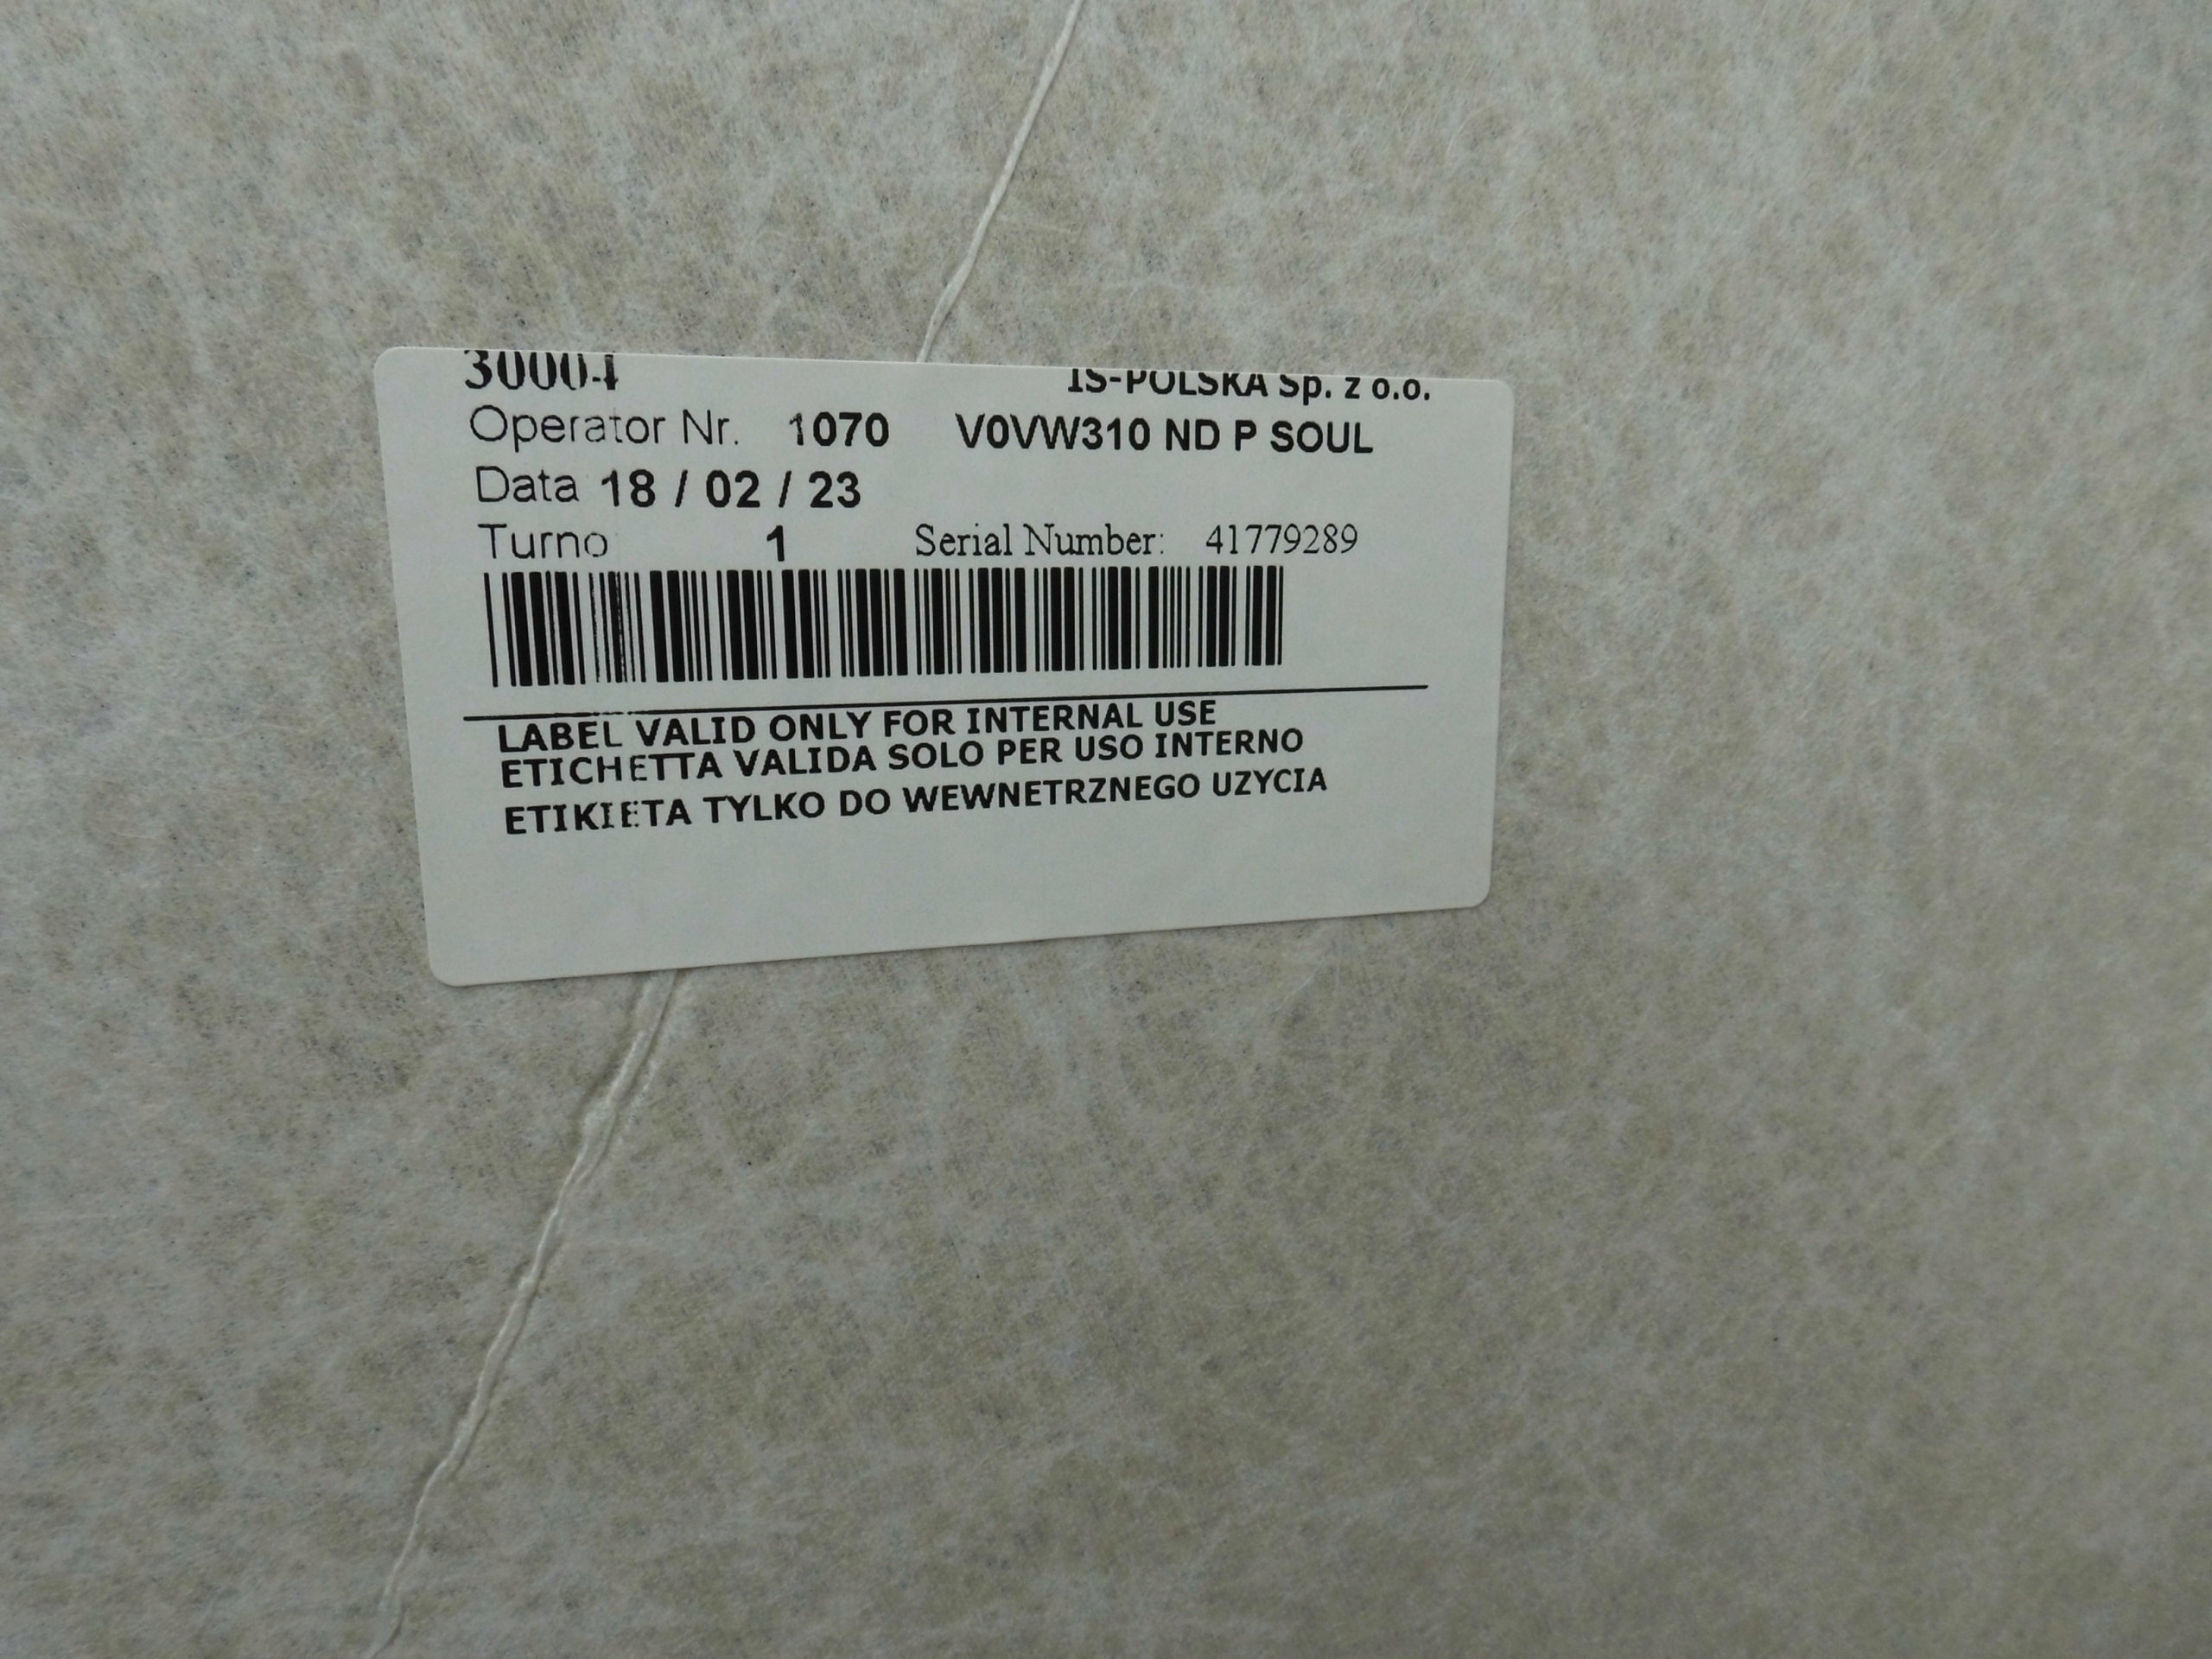 30004
IS-POLSKA Sp. z o.o.
Operator Nr. 1070 V0VW310 ND P SOUL
Data 18 / 02 / 23
Turno 1 Serial Number: 41779289
LABEL VALID ONLY FOR INTERNAL USE
ETICHETTA VALIDA SOLO PER USO INTERNO
ETIKIETA TYLKO DO WEWNETRZNEGO UZYCIA